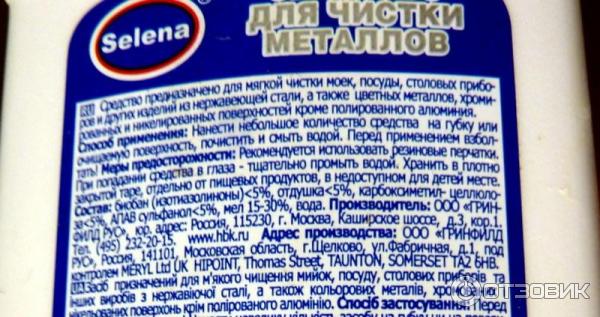 ДЛЯ ЧИСТКИ
Selena
МЕТАЛЛОВ
Средство предназначено для мягкой чистки моек, посуды, столовых прибо-
ров и других изделий из нержавеющей стали, а также цветных металлов, хроми-
рованных и никелированных поверхностей кроме полированного алюминия.
Способ применения: Нанести небольшое количество средства на губку или
очищаемую поверхность, почистить и смыть водой. Перед применением взбол-
тать! Меры предосторожности: Рекомендуется использовать резиновые перчатки.
При попадании средства в глаза - тщательно промыть водой. Хранить в плотно
закрытой таре, отдельно от пищевых продуктов, в недоступном для детей месте.
Состав: биобан (изотиазолиноны)<5%, отдушка<5%, карбоксиметил- целлюло-
за<5%, АПАВ сульфанол<5%, мел 15-30%, вода. Производитель: ООО «ГРИН-
ФИЛД РУС», юр. адрес: Россия, 115230, г. Москва, Каширское шоссе, д.3, кор.1.
Тел. (495) 232-20-15. www.hbk.ru Адрес производства: ООО «ГРИНФИЛД
РУС», Россия, 141101, Московская область, г.Щелково, ул.Фабричная, д.1, под
контролем MERYL Ltd UK HIPOINT, Thomas Street, TAUNTON, SOMERSET TA2 6HB.
Засіб призначений для м'якого чищення мийок, посуду, столових приборів та
інших виробів з нержавіючої сталі, а також кольорових металів,
нікельованих поверхонь крім полірованого алюмінію. Спосіб застосування:
ОТЗОВИК